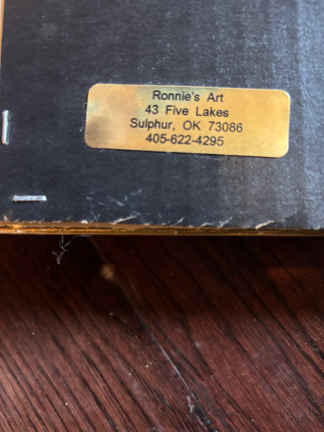 Ronnie's Art
43 Five Lakes
Sulphur, OK 73086
405-622-4295